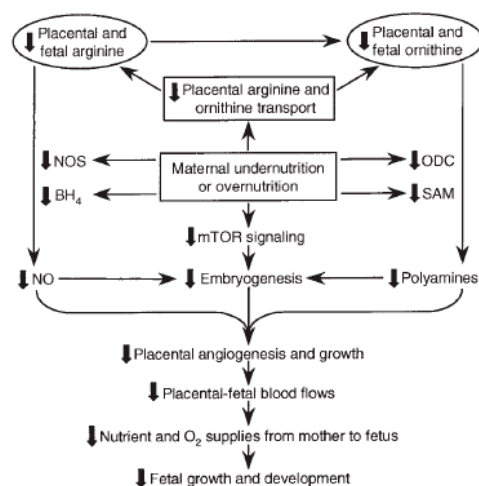 Placental and
fetal arginine
Placental and
fetal ornithine
Placental arginine and
ornithine transport
NOS
Maternal undernutrition
or overnutrition
ODC
BH4
SAM
mTOR signaling
NO
Embryogenesis
Polyamines
Placental angiogenesis and growth
Placental-fetal blood flows
Nutrient and O2 supplies from mother to fetus
Fetal growth and development